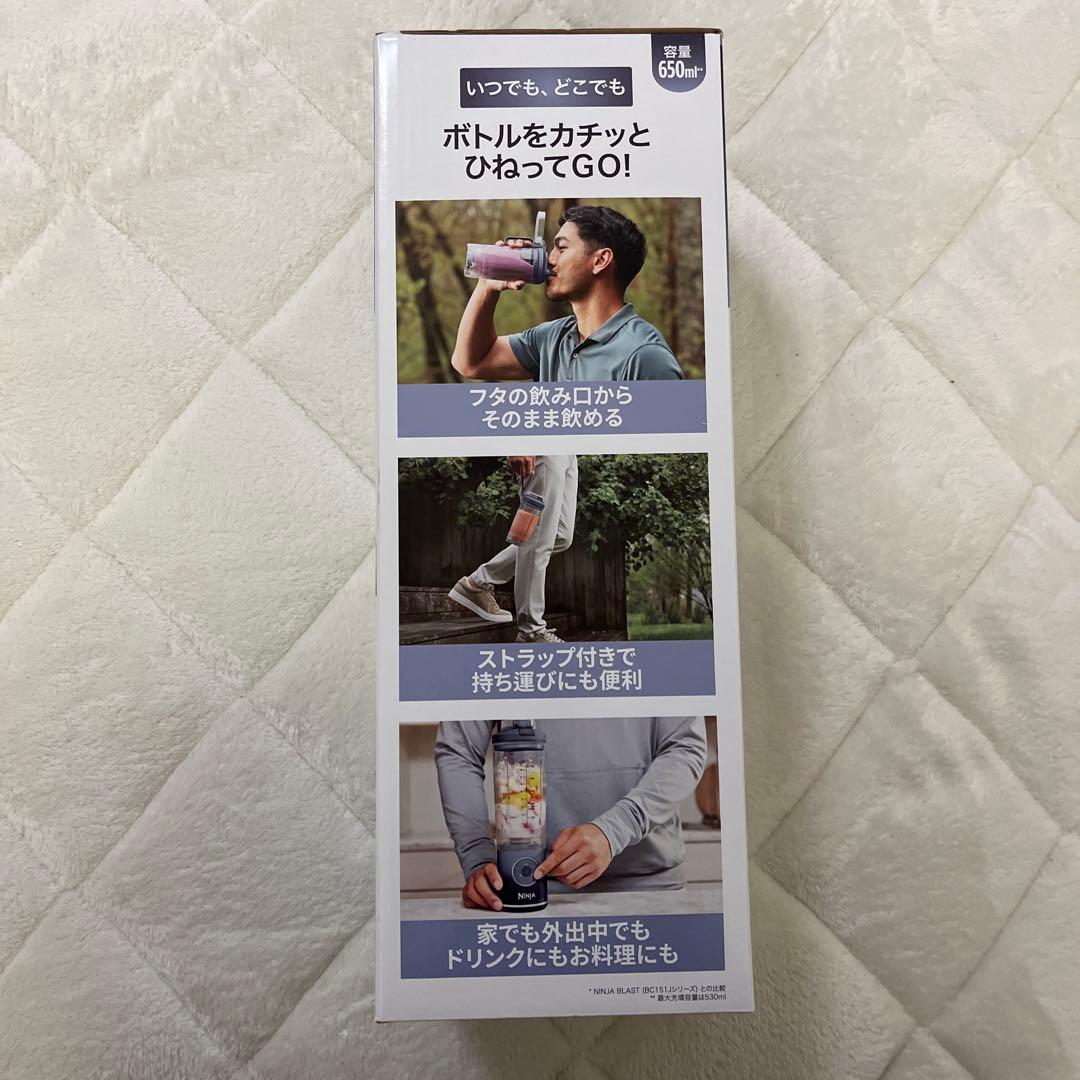 容量
650ml**
いつでも、どこでも
ボトルをカチッと
ひねってGO!
フタの飲み口から
そのまま飲める
ストラップ付きで
持ち運びにも便利
NINJA
家でも外出中でも
ドリンクにもお料理にも
* NINJA BLAST (BC151Jシリーズ) との比較
** 最大充填容量は530ml